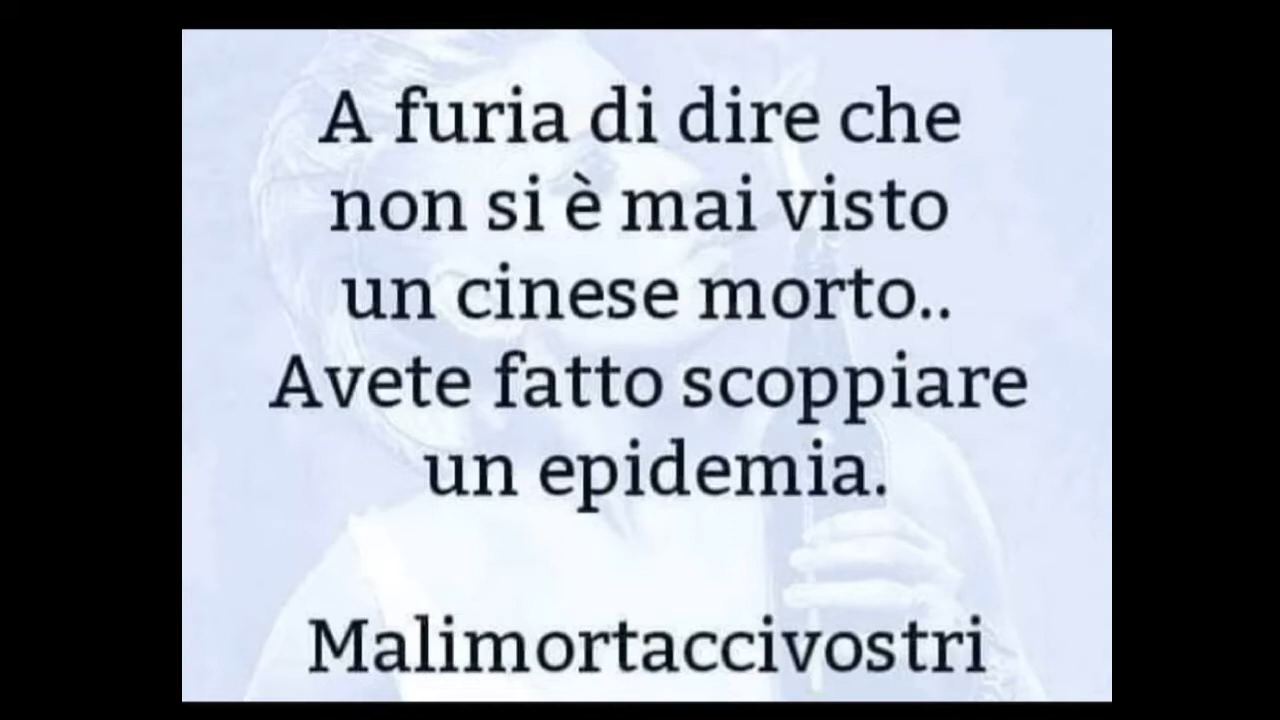 A furia di dire che
non si è mai visto
un cinese morto..
Avete fatto scoppiare
un epidemia.
Malimortaccivostri